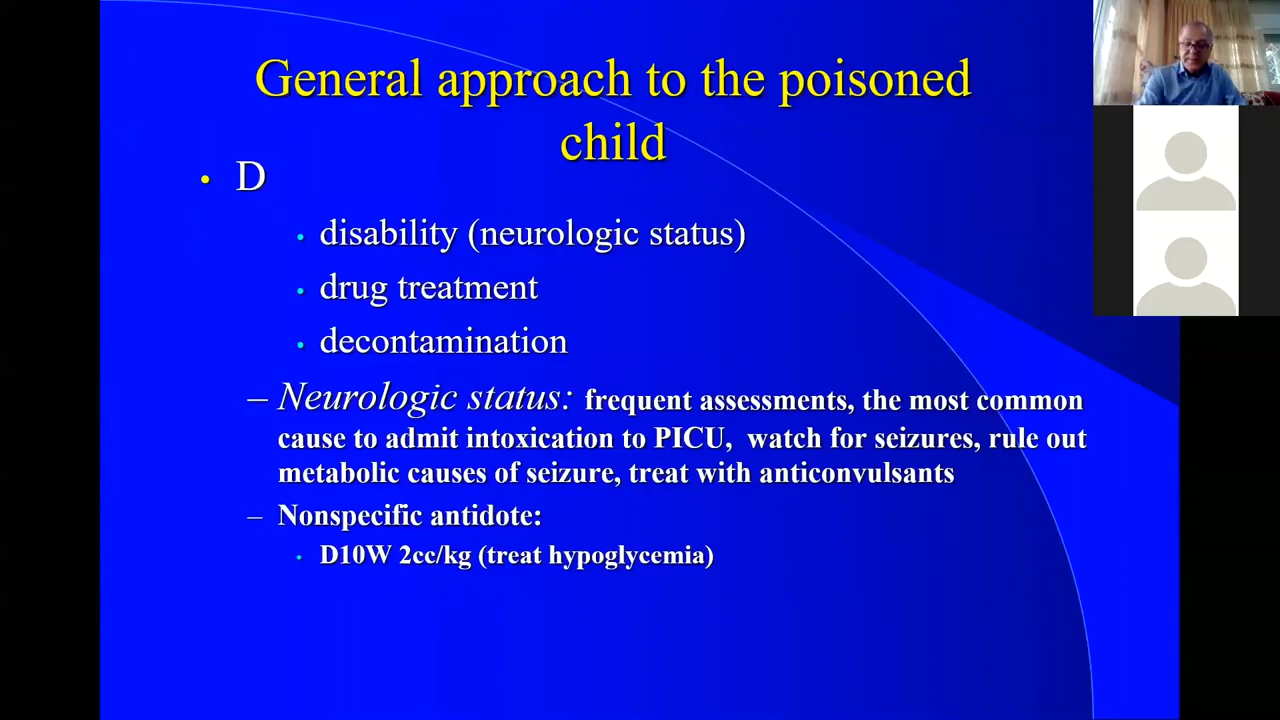 General approach to the poisoned
child
• D
• disability (neurologic status)
• drug treatment
• decontamination
– Neurologic status: frequent assessments, the most common
cause to admit intoxication to PICU, watch for seizures, rule out
metabolic causes of seizure, treat with anticonvulsants
– Nonspecific antidote:
• D10W 2cc/kg (treat hypoglycemia)